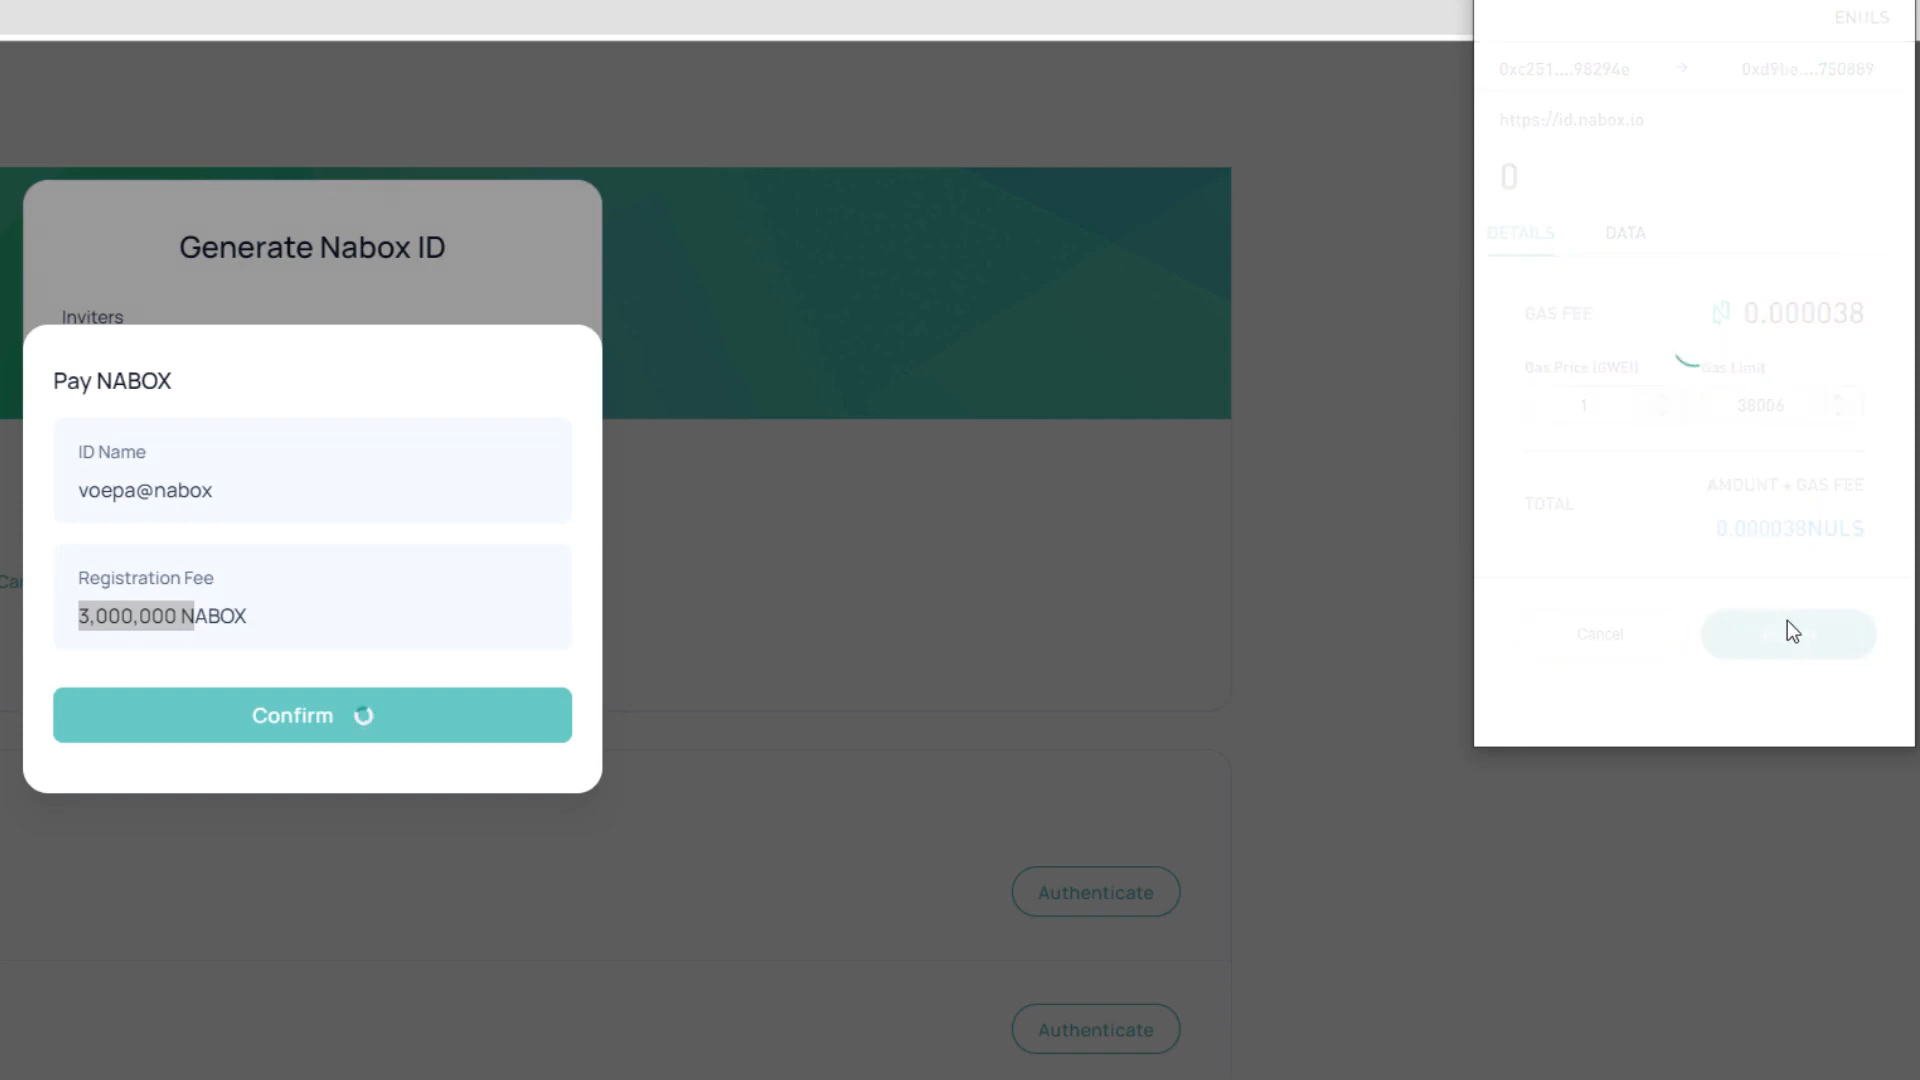 Generate Nabox ID
Inviters
Pay NABOX
ID Name
voepa@nabox
Registration Fee
3,000,000 NABOX
Confirm
Authenticate
Authenticate
ENULS
0xc251....98294e → 0xd9be....750889
https://id.nabox.io
0
DETAILS DATA
GAS FEE 0.000038
Gas Price (GWEI) Gas Limit
1 38006
AMOUNT + GAS FEE
TOTAL
0.000038NULS
Cancel